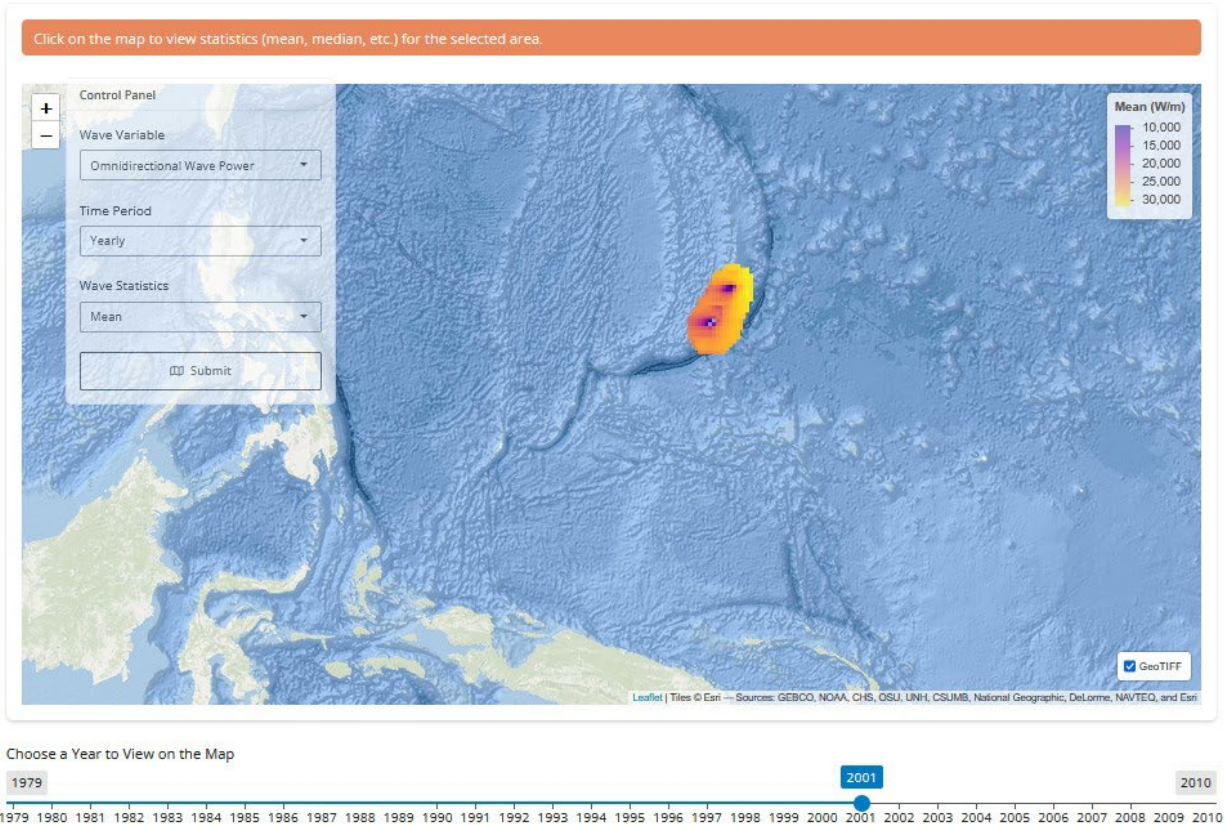 Click on the map to view statistics (mean, median, etc.) for the selected area.
+
−
Control Panel
Wave Variable
Omnidirectional Wave Power
Time Period
Yearly
Wave Statistics
Mean
Submit
Mean (W/m)
10,000
15,000
20,000
25,000
30,000
GeoTIFF
Leaflet | Tiles © Esri — Sources: GEBCO, NOAA, CHS, OSU, UNH, CSUMB, National Geographic, DeLorme, NAVTEQ, and Esri
Choose a Year to View on the Map
1979 2001 2010
1979 1980 1981 1982 1983 1984 1985 1986 1987 1988 1989 1990 1991 1992 1993 1994 1995 1996 1997 1998 1999 2000 2001 2002 2003 2004 2005 2006 2007 2008 2009 2010